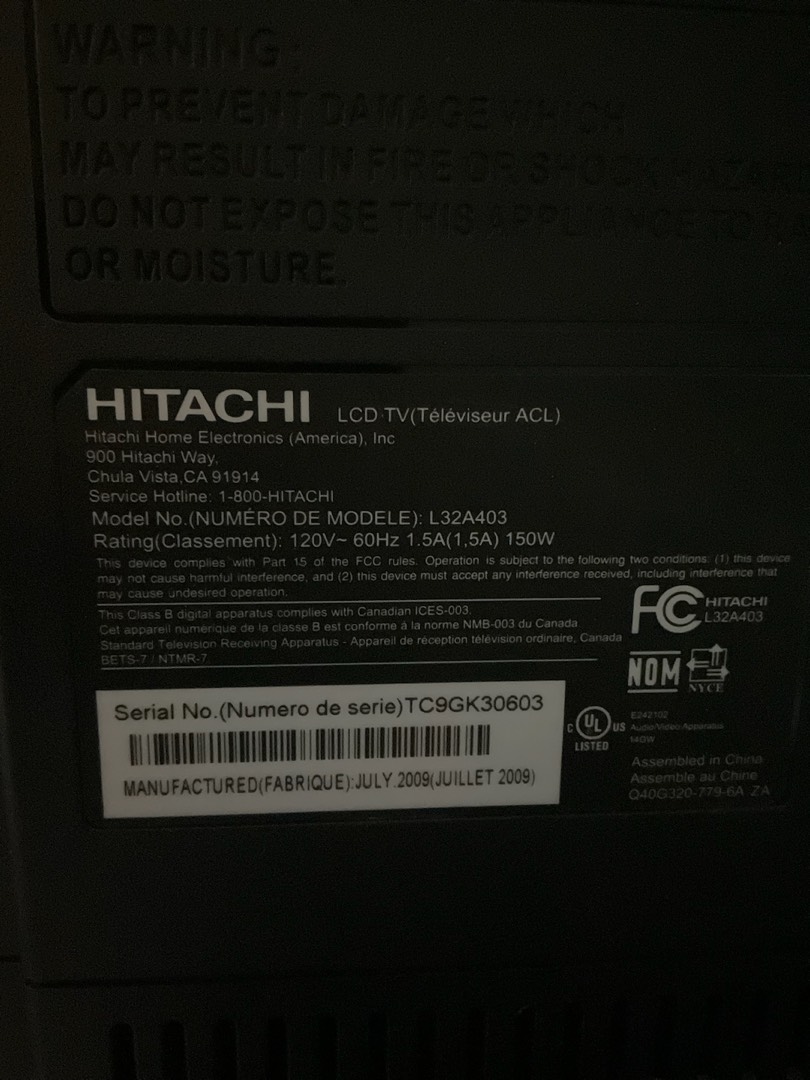 WARNING:
TO PREVENT DAMAGE WHICH
MAY RESULT IN FIRE OR SHOCK HAZAR
DO NOT EXPOSE THIS APPLIANCE TO R
OR MOISTURE.
HITACHI LCD TV(Téléviseur ACL)
Hitachi Home Electronics (America), Inc
900 Hitachi Way,
Chula Vista,CA 91914
Service Hotline: 1-800-HITACHI
Model No.(NUMÉRO DE MODELE): L32A403
Rating(Classement): 120V~ 60Hz 1.5A(1,5A) 150W
This device complies with Part 15 of the FCC rules. Operation is subject to the following two conditions: (1) this device
may not cause harmful interference, and (2) this device must accept any interference received, including interference that
may cause undesired operation.
This Class B digital apparatus complies with Canadian ICES-003.
Cet appareil numérique de la classe B est conforme à la norme NMB-003 du Canada
Standard Television Receiving Apparatus - Appareil de réception télévision ordinaire, Canada
BETS-7 / NTMR-7
FC HITACHI
L32A403
NOM NYCE
Serial No.(Numero de serie)TC9GK30603
MANUFACTURED(FABRIQUE):JULY.2009(JUILLET 2009)
C UL US
LISTED
E242102
Audio/Video Apparatus
14GW
Assembled in China
Assemble au Chine
Q40G320-779-6A ZA